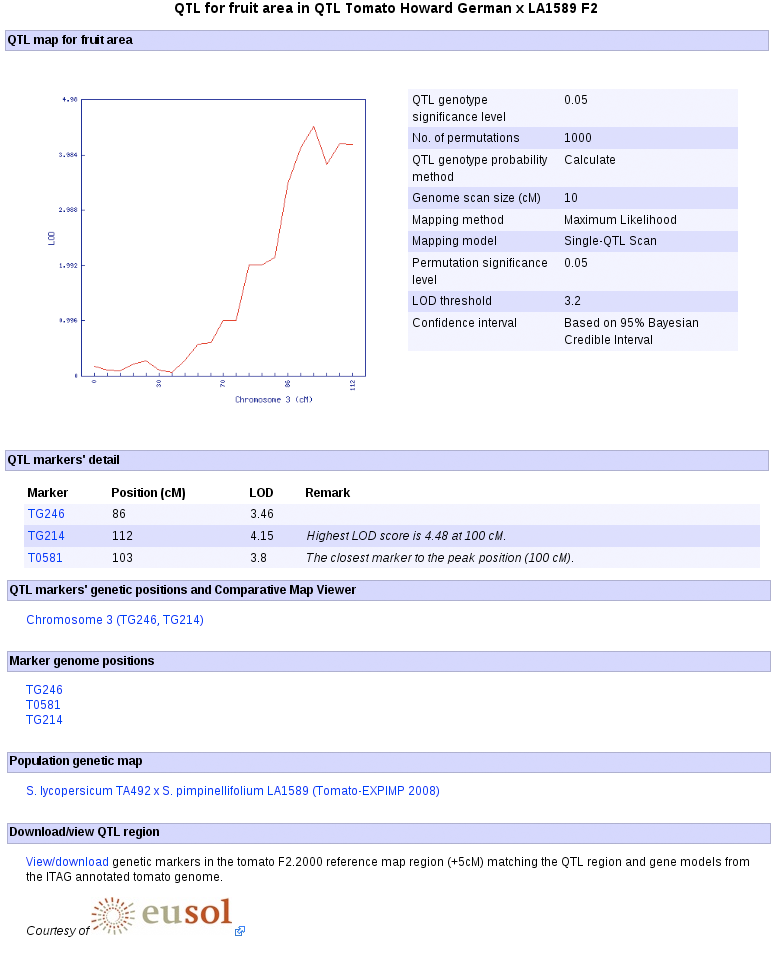 QTL for fruit area in QTL Tomato Howard German x LA1589 F2
QTL map for fruit area
4.98
3.984
2.988
1.992
0.996
0
LOD
0
30
70
86
112
Chromosome 3 (cM)
QTL genotype significance level 0.05
No. of permutations 1000
QTL genotype probability method Calculate
Genome scan size (cM) 10
Mapping method Maximum Likelihood
Mapping model Single-QTL Scan
Permutation significance level 0.05
LOD threshold 3.2
Confidence interval Based on 95% Bayesian Credible Interval
QTL markers' detail
Marker Position (cM) LOD Remark
TG246 86 3.46
TG214 112 4.15 Highest LOD score is 4.48 at 100 cM.
T0581 103 3.8 The closest marker to the peak position (100 cM).
QTL markers' genetic positions and Comparative Map Viewer
Chromosome 3 (TG246, TG214)
Marker genome positions
TG246
T0581
TG214
Population genetic map
S. lycopersicum TA492 x S. pimpinellifolium LA1589 (Tomato-EXPIMP 2008)
Download/view QTL region
View/download genetic markers in the tomato F2.2000 reference map region (+5cM) matching the QTL region and gene models from
the ITAG annotated tomato genome.
Courtesy of eusol